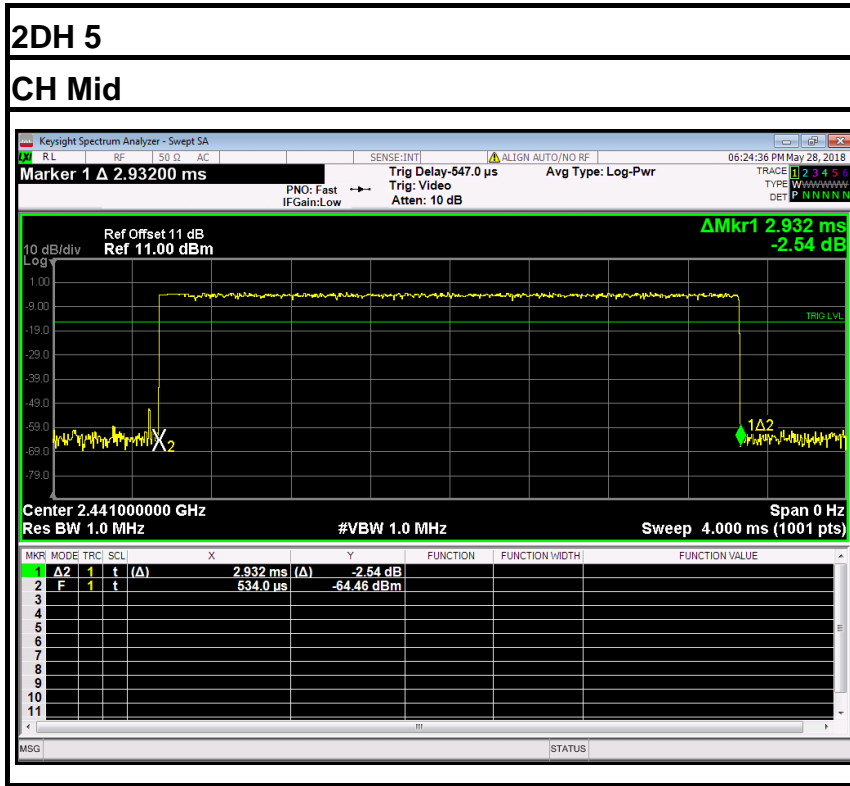 2DH 5
CH Mid
Keysight Spectrum Analyzer - Swept SA
LXI RL RF 50 Ω AC SENSE:INT ALIGN AUTO/NO RF 06:24:36 PM May 28, 2018
Marker 1 Δ 2.93200 ms
PNO: Fast
IFGain:Low
Trig Delay-547.0 µs
Trig: Video
Atten: 10 dB
Avg Type: Log-Pwr
TRACE 1 2 3 4 5 6
TYPE WWWWWW
DET P N N N N N
ΔMkr1 2.932 ms
-2.54 dB
Ref Offset 11 dB
10 dB/div Ref 11.00 dBm
Log
1.00
-9.00
-19.0
TRIG LVL
-29.0
-39.0
-49.0
-59.0
1Δ2
X2
-69.0
-79.0
Center 2.441000000 GHz Span 0 Hz
Res BW 1.0 MHz #VBW 1.0 MHz Sweep 4.000 ms (1001 pts)
MKR MODE TRC SCL X Y FUNCTION FUNCTION WIDTH FUNCTION VALUE
1 Δ2 1 t (Δ) 2.932 ms (Δ) -2.54 dB
2 F 1 t 534.0 µs -64.46 dBm
3
4
5
6
7
8
9
10
11
MSG STATUS